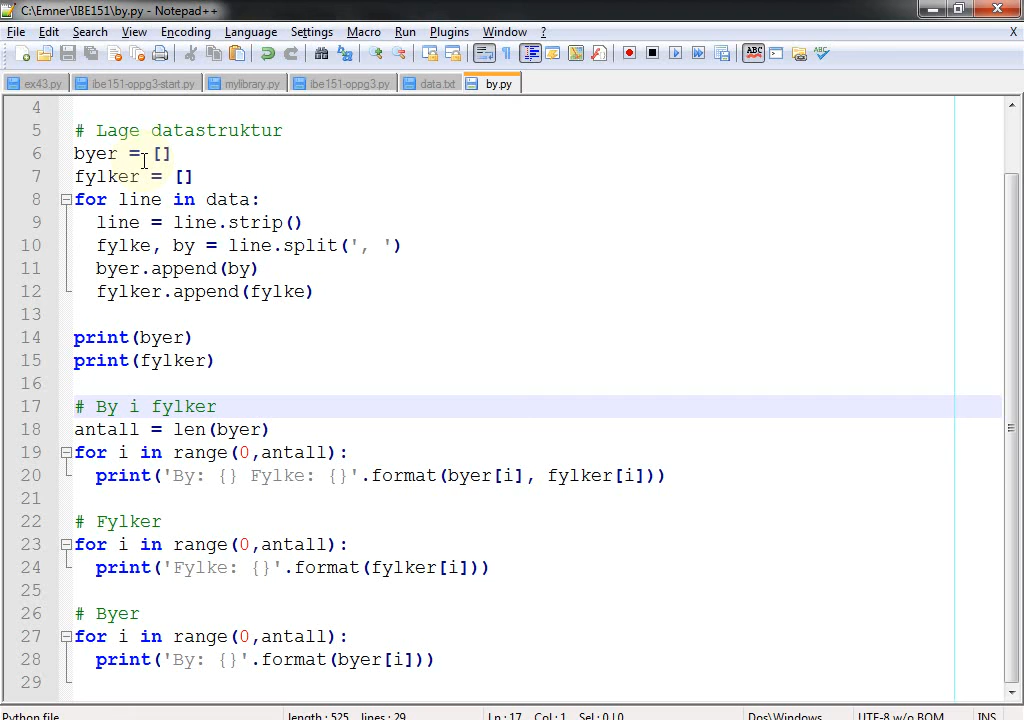 C:\Emner\IBE151\by.py - Notepad++
File Edit Search View Encoding Language Settings Macro Run Plugins Window ? X
ex43.py ibe151-oppg3-start.py mylibrary.py ibe151-oppg3.py data.txt by.py
4
5 # Lage datastruktur
6 byer = []
7 fylker = []
8 for line in data:
9   line = line.strip()
10   fylke, by = line.split(', ')
11   byer.append(by)
12   fylker.append(fylke)
13
14 print(byer)
15 print(fylker)
16
17 # By i fylker
18 antall = len(byer)
19 for i in range(0,antall):
20   print('By: {} Fylke: {}'.format(byer[i], fylker[i]))
21
22 # Fylker
23 for i in range(0,antall):
24   print('Fylke: {}'.format(fylker[i]))
25
26 # Byer
27 for i in range(0,antall):
28   print('By: {}'.format(byer[i]))
29
Python file length : 525 lines : 29 Ln : 17 Col : 1 Sel : 0 | 0 Dos\Windows UTF-8 w/o BOM INS